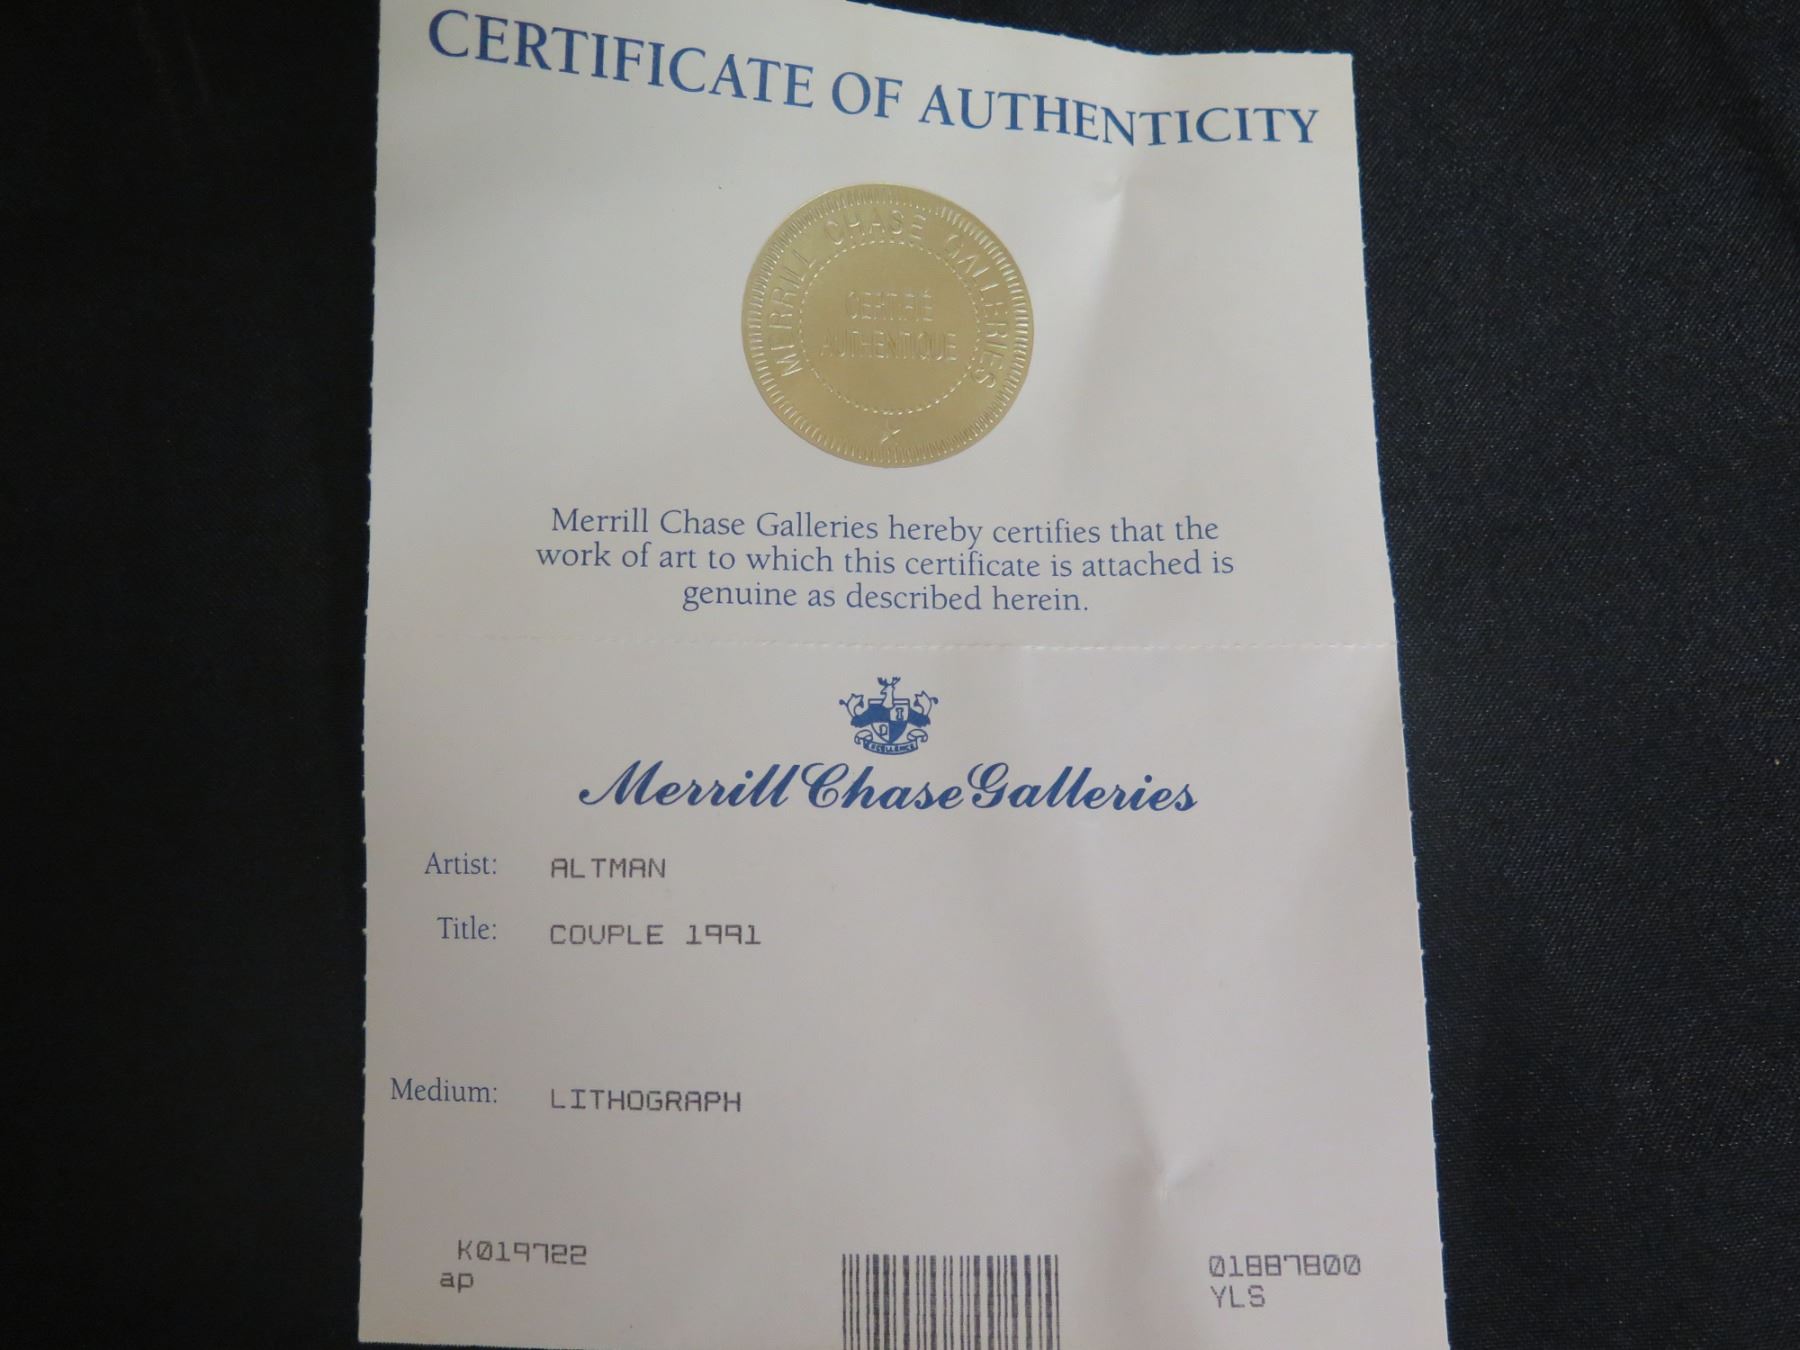 CERTIFICATE OF AUTHENTICITY
MERRILL CHASE GALLERIES
CERTIFIÉ
AUTHENTIQUE
Merrill Chase Galleries hereby certifies that the
work of art to which this certificate is attached is
genuine as described herein.
EXCELLENCE
Merrill Chase Galleries
Artist: ALTMAN
Title: COUPLE 1991
Medium: LITHOGRAPH
K019722
ap
01887800
YLS